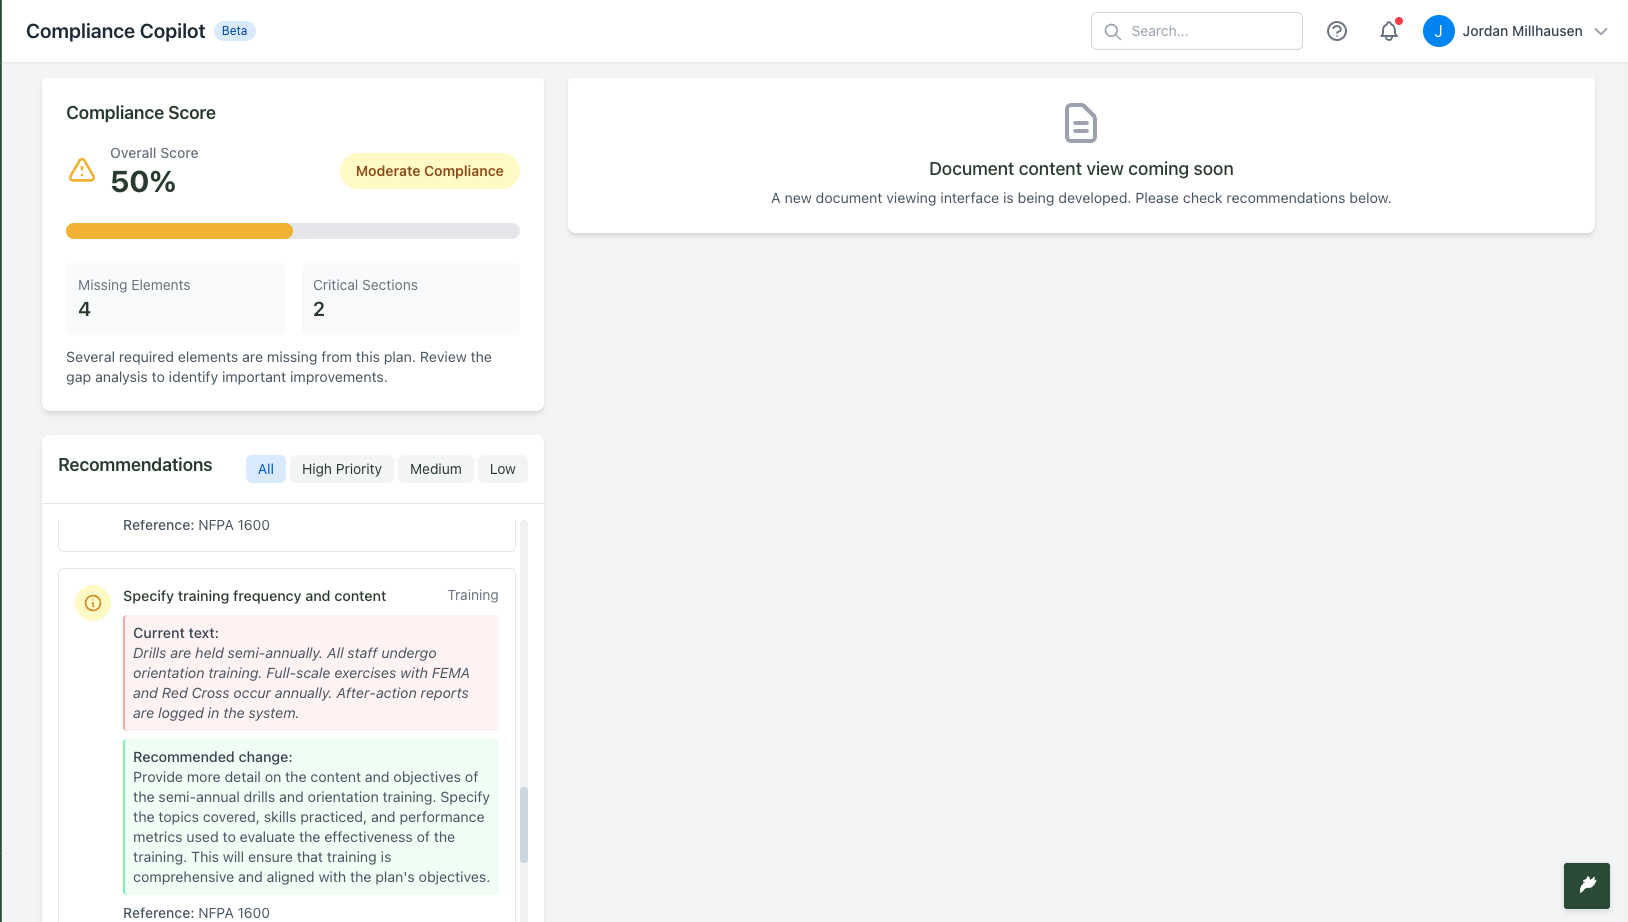 Compliance Copilot Beta
Search...
J Jordan Millhausen
Compliance Score
Overall Score
50%
Moderate Compliance
Missing Elements
4
Critical Sections
2
Several required elements are missing from this plan. Review the
gap analysis to identify important improvements.
Recommendations
All High Priority Medium Low
Reference: NFPA 1600
Specify training frequency and content Training
Current text:
Drills are held semi-annually. All staff undergo
orientation training. Full-scale exercises with FEMA
and Red Cross occur annually. After-action reports
are logged in the system.
Recommended change:
Provide more detail on the content and objectives of
the semi-annual drills and orientation training. Specify
the topics covered, skills practiced, and performance
metrics used to evaluate the effectiveness of the
training. This will ensure that training is
comprehensive and aligned with the plan's objectives.
Reference: NFPA 1600
Document content view coming soon
A new document viewing interface is being developed. Please check recommendations below.